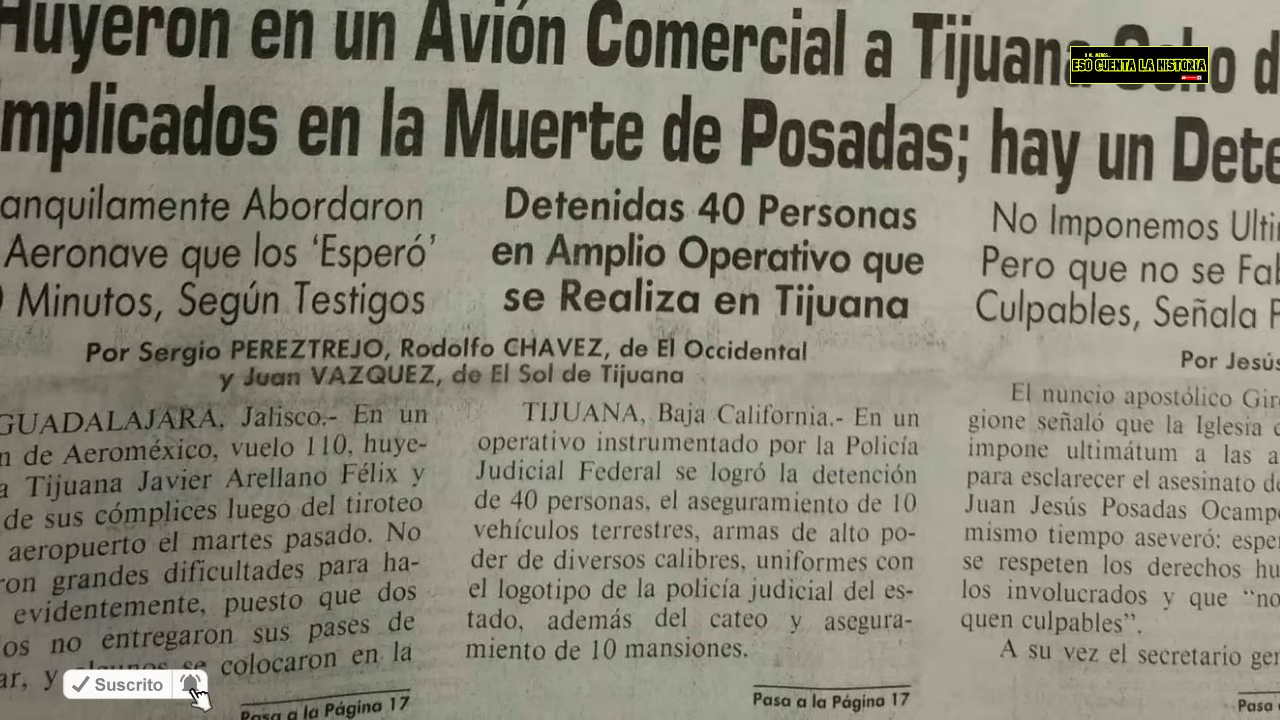 Huyeron en un Avión Comercial a Tijuana Ocho d
Implicados en la Muerte de Posadas; hay un Dete
ESO CUENTA LA HISTORIA
anquilamente Abordaron
Aeronave que los ‘Esperó’
Minutos, Según Testigos
Detenidas 40 Personas
en Amplio Operativo que
se Realiza en Tijuana
No Imponemos Ulti
Pero que no se Fa
Culpables, Señala
Por Sergio PEREZTREJO, Rodolfo CHAVEZ, de El Occidental
y Juan VAZQUEZ, de El Sol de Tijuana
Por Jesús
GUADALAJARA, Jalisco.- En un
n de Aeroméxico, vuelo 110, huye-
a Tijuana Javier Arellano Félix y
de sus cómplices luego del tiroteo
aeropuerto el martes pasado. No
ron grandes dificultades para ha-
evidentemente, puesto que dos
os no entregaron sus pases de
ar, y algunos se colocaron en la
Pasa a la Página 17
TIJUANA, Baja California.- En un
operativo instrumentado por la Policía
Judicial Federal se logró la detención
de 40 personas, el aseguramiento de 10
vehículos terrestres, armas de alto po-
der de diversos calibres, uniformes con
el logotipo de la policía judicial del es-
tado, además del cateo y asegura-
miento de 10 mansiones.
Pasa a la Página 17
El nuncio apostólico Gir
gione señaló que la Iglesia
impone ultimátum a las a
para esclarecer el asesinato de
Juan Jesús Posadas Ocamp
mismo tiempo aseveró: espe
se respeten los derechos hu
los involucrados y que “no
quen culpables”.
A su vez el secretario gen
Pasa
Suscrito